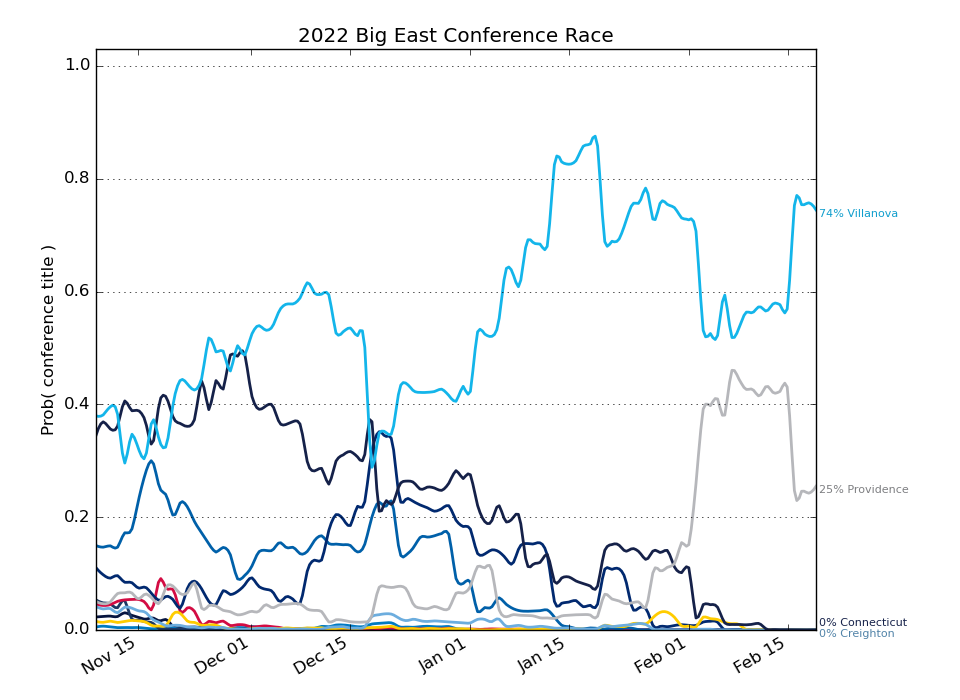 2022 Big East Conference Race
Prob( conference title )
1.0
0.8
0.6
0.4
0.2
0.0
74% Villanova
25% Providence
0% Connecticut
0% Creighton
Nov 15
Dec 01
Dec 15
Jan 01
Jan 15
Feb 01
Feb 15